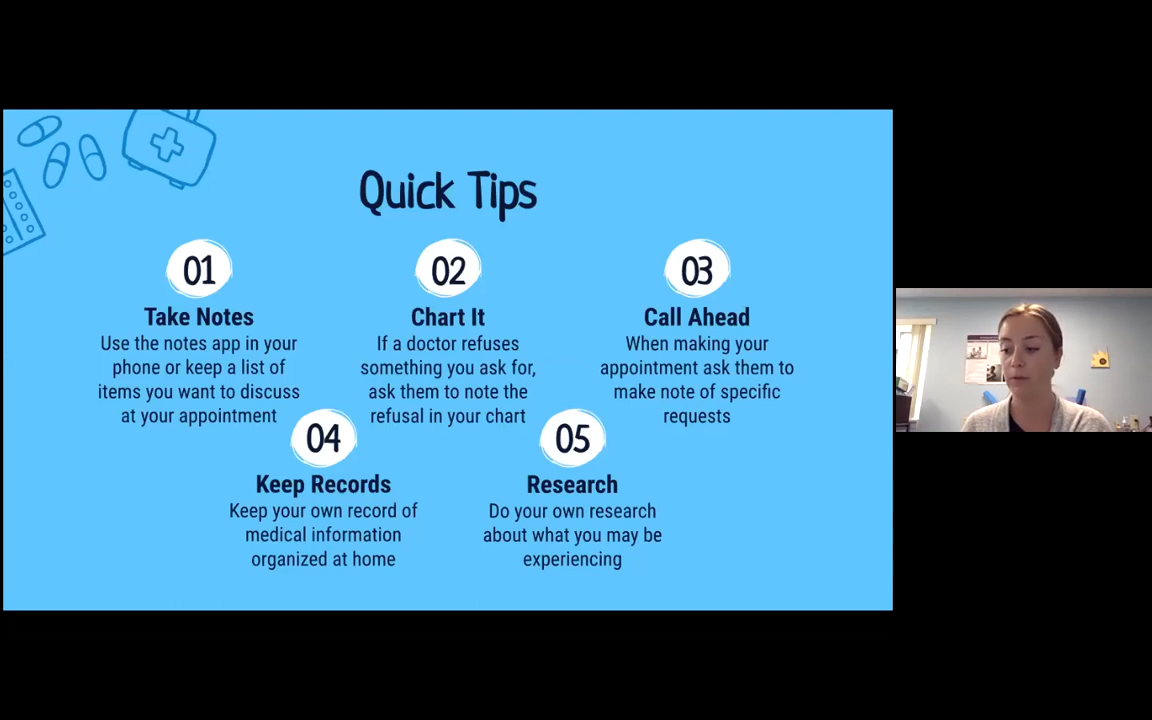 Quick Tips
01
Take Notes
Use the notes app in your
phone or keep a list of
items you want to discuss
at your appointment
02
Chart It
If a doctor refuses
something you ask for,
ask them to note the
refusal in your chart
03
Call Ahead
When making your
appointment ask them to
make note of specific
requests
04
Keep Records
Keep your own record of
medical information
organized at home
05
Research
Do your own research
about what you may be
experiencing